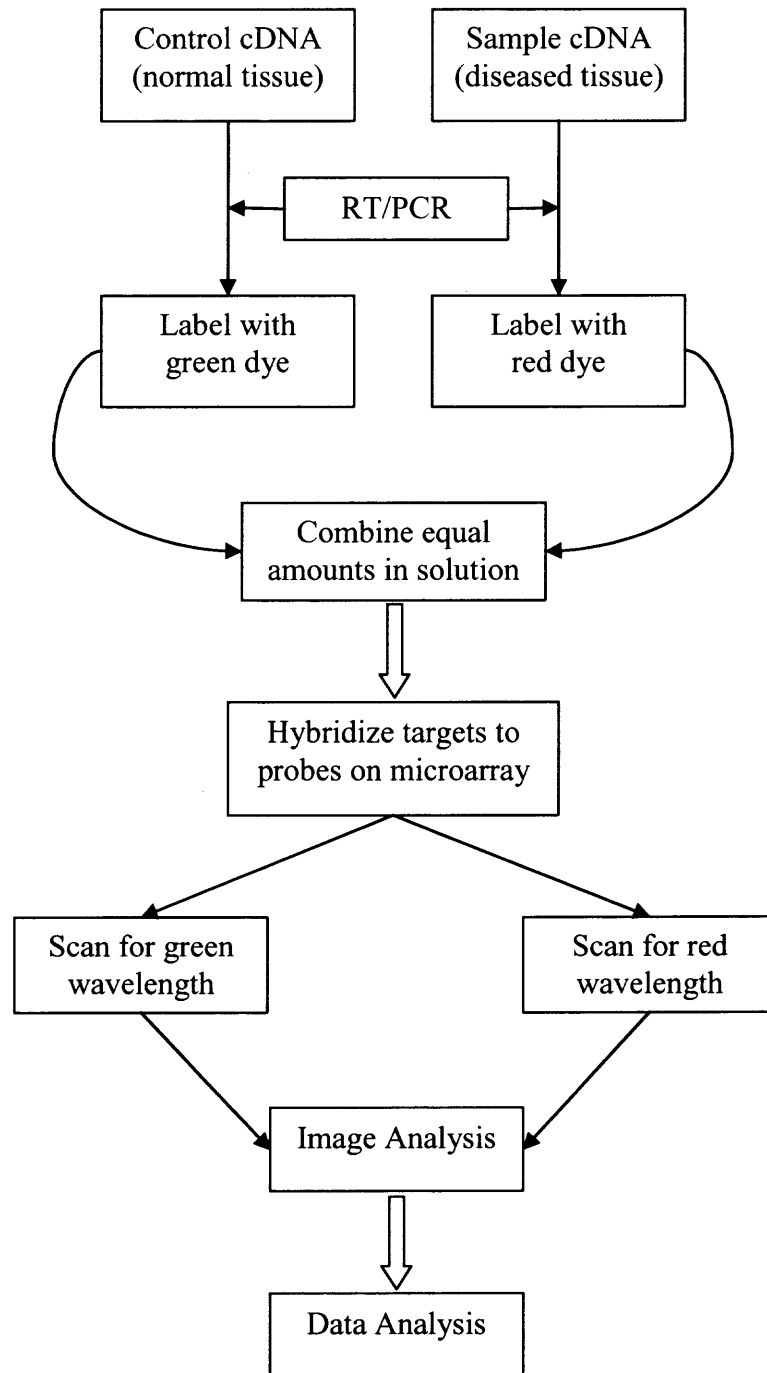 Control cDNA
(normal tissue)
Sample cDNA
(diseased tissue)
RT/PCR
Label with
green dye
Label with
red dye
Combine equal
amounts in solution
Hybridize targets to
probes on microarray
Scan for green
wavelength
Scan for red
wavelength
Image Analysis
Data Analysis